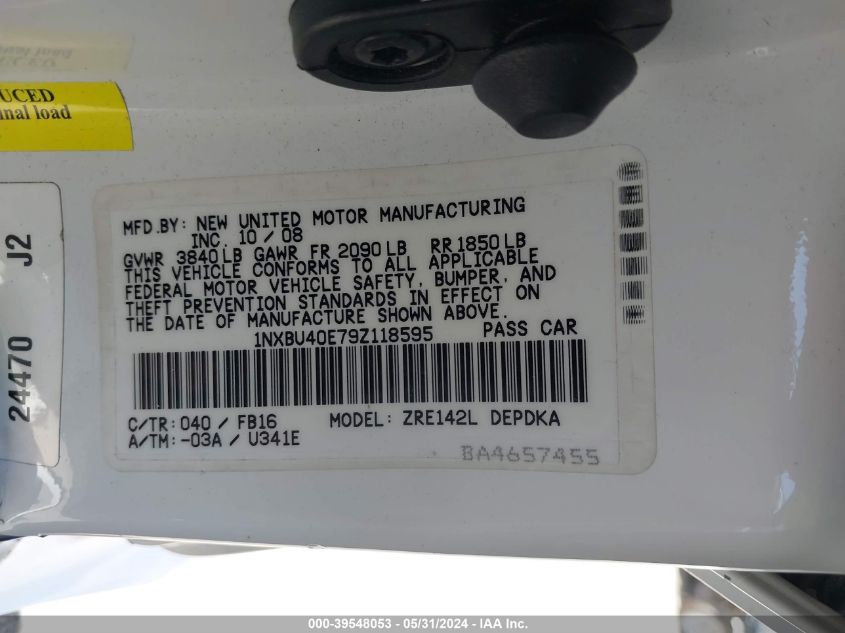 UCED
nal load
24470 J2
MFD.BY: NEW UNITED MOTOR MANUFACTURING
INC. 10 / 08
GVWR 3840 LB GAWR FR 2090 LB RR 1850 LB
THIS VEHICLE CONFORMS TO ALL APPLICABLE
FEDERAL MOTOR VEHICLE SAFETY, BUMPER, AND
THEFT PREVENTION STANDARDS IN EFFECT ON
THE DATE OF MANUFACTURE SHOWN ABOVE.
1NXBU40E79Z118595 PASS CAR
C/TR: 040 / FB16 MODEL: ZRE142L DEPDKA
A/TM: -03A / U341E
BA4657455
000-39548053 - 05/31/2024 - IAA Inc.